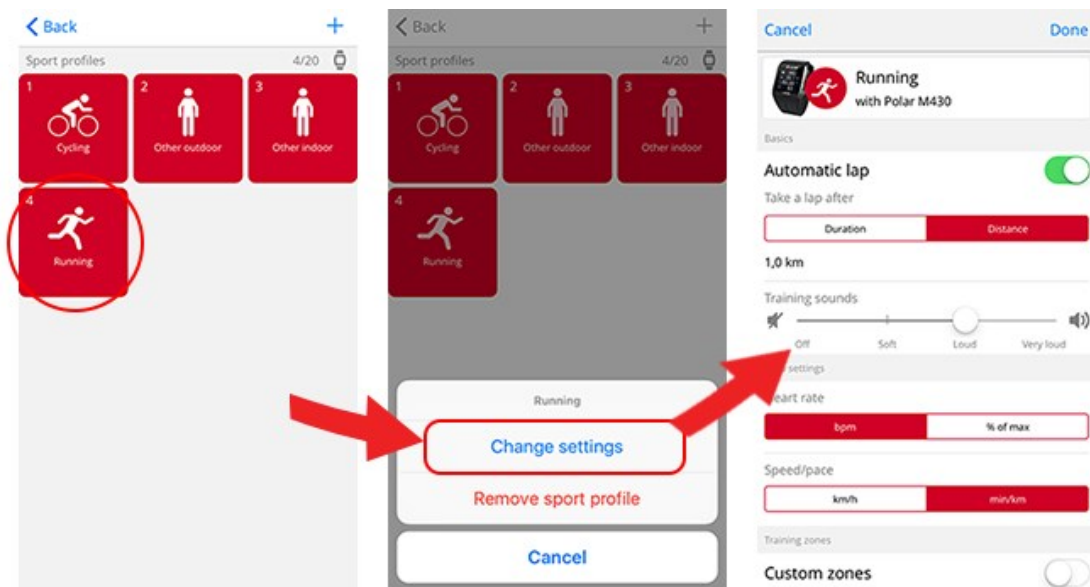 Back
+
Sport profiles 4/20
1
Cycling
2
Other outdoor
3
Other indoor
4
Running
Back
+
Sport profiles 4/20
1
Cycling
2
Other outdoor
3
Other indoor
4
Running
Running
Change settings
Remove sport profile
Cancel
Cancel Done
Running
with Polar M430
Basics
Automatic lap
Take a lap after
Duration Distance
1,0 km
Training sounds
Off Soft Loud Very loud
settings
eart rate
bpm % of max
Speed/pace
km/h min/km
Training zones
Custom zones